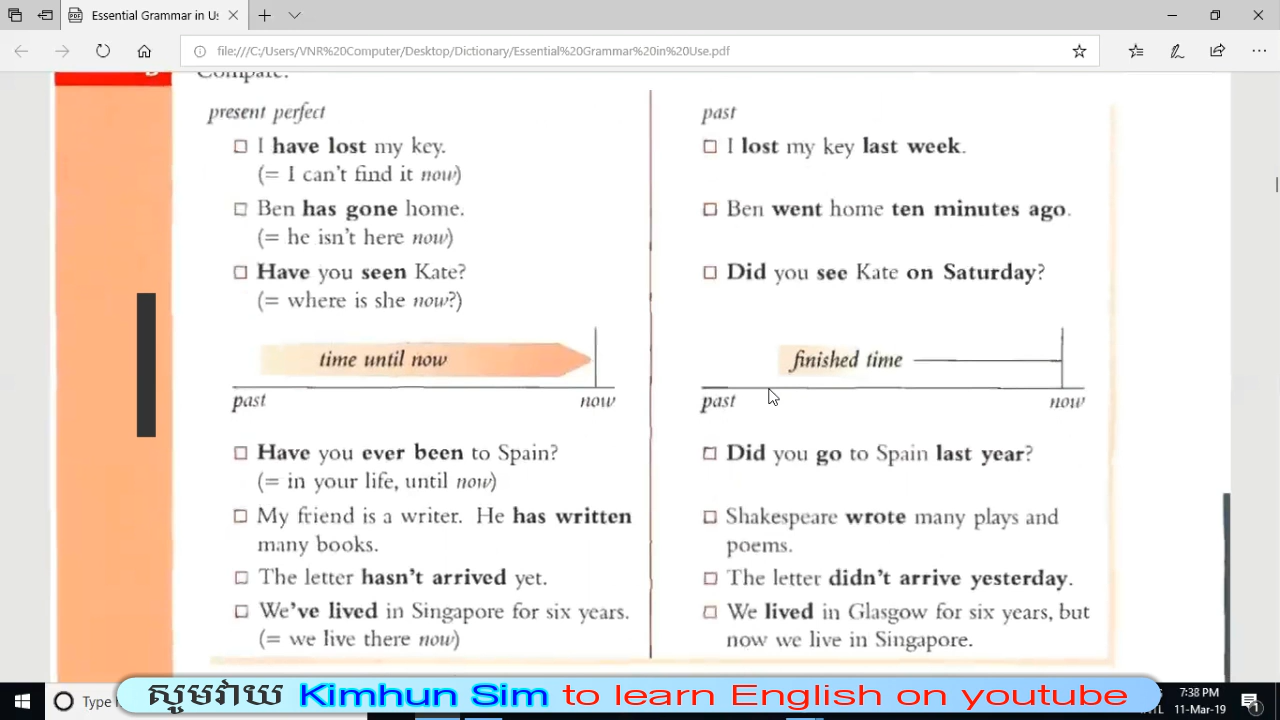 Essential Grammar in Us
file:///C:/Users/VNR%20Computer/Desktop/Dictionary/Essential%20Grammar%20in%20Use.pdf
Compare:
present perfect
I have lost my key.
(= I can't find it now)
Ben has gone home.
(= he isn't here now)
Have you seen Kate?
(= where is she now?)
time until now
past now
Have you ever been to Spain?
(= in your life, until now)
My friend is a writer. He has written
many books.
The letter hasn't arrived yet.
We've lived in Singapore for six years.
(= we live there now)
past
I lost my key last week.
Ben went home ten minutes ago.
Did you see Kate on Saturday?
finished time
past now
Did you go to Spain last year?
Shakespeare wrote many plays and
poems.
The letter didn't arrive yesterday.
We lived in Glasgow for six years, but
now we live in Singapore.
សូមវាយ Kimhun Sim to learn English on youtube
Type
7:38 PM
11-Mar-19